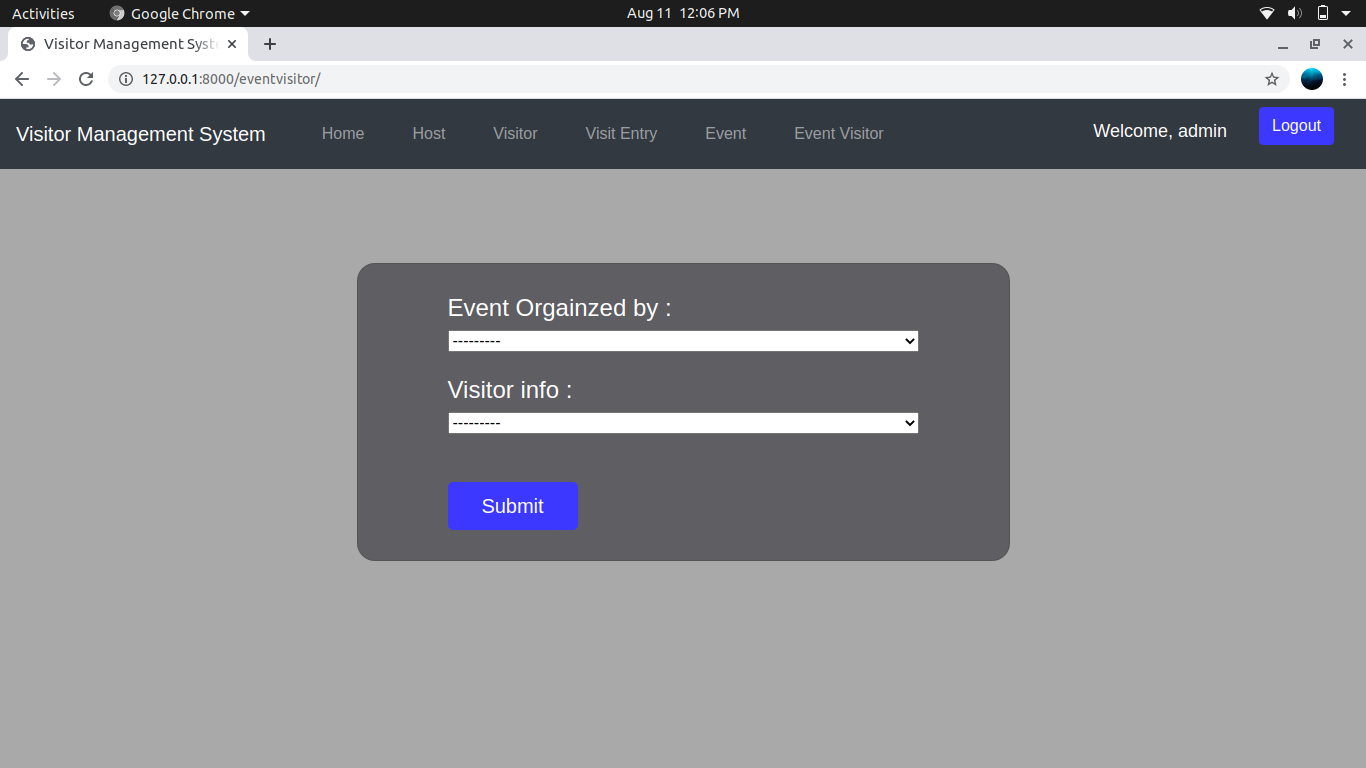 Activities Google Chrome Aug 11 12:06 PM
Visitor Management Syst
127.0.0.1:8000/eventvisitor/
Visitor Management System Home Host Visitor Visit Entry Event Event Visitor Welcome, admin Logout
Event Orgainzed by :
---------
Visitor info :
---------
Submit